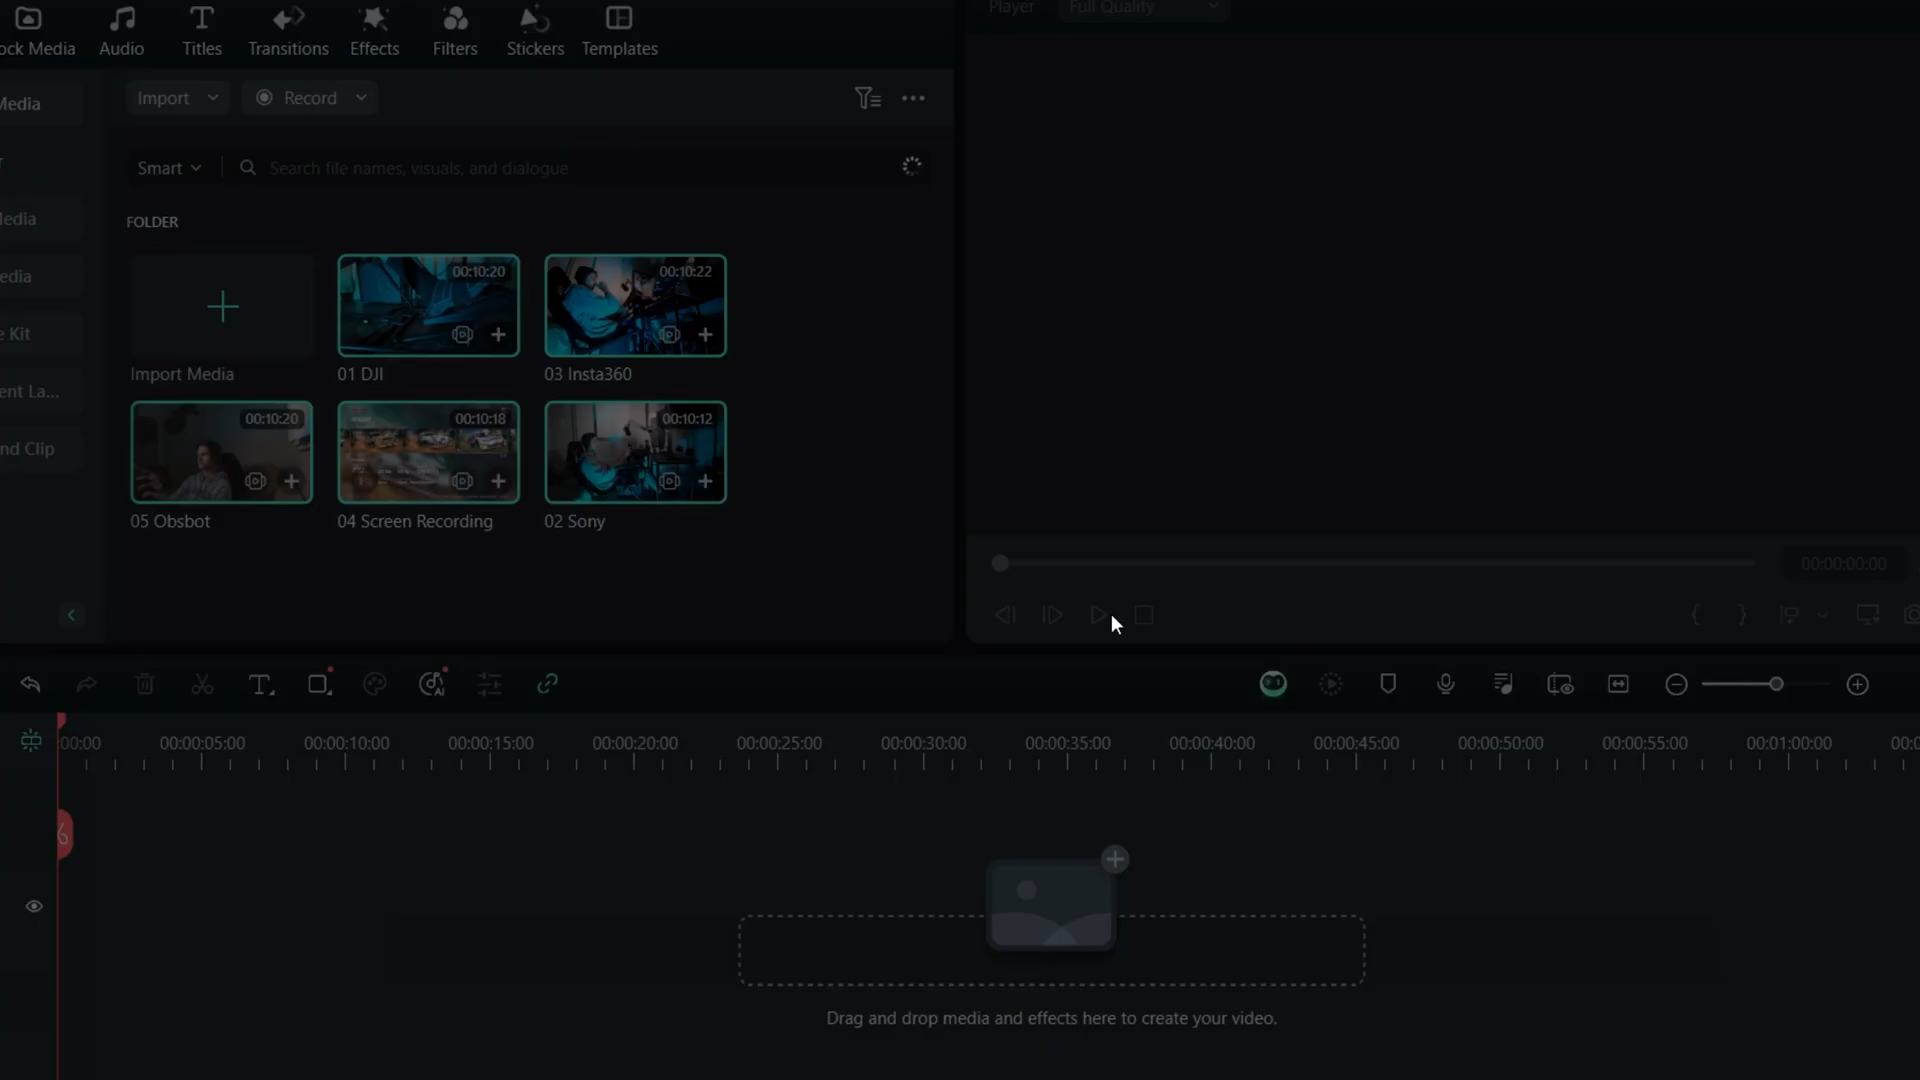 Player Full Quality
ock Media Audio Titles Transitions Effects Filters Stickers Templates
Media Import Record
Smart Search file names, visuals, and dialogue
FOLDER
Media
edia
e Kit
ent La...
nd Clip
00:10:20 00:10:22
Import Media 01 DJI 03 Insta360
00:10:20 00:10:18 00:10:12
05 Obsbot 04 Screen Recording 02 Sony
00:00:00:00
:00:00 00:00:05:00 00:00:10:00 00:00:15:00 00:00:20:00 00:00:25:00 00:00:30:00 00:00:35:00 00:00:40:00 00:00:45:00 00:00:50:00 00:00:55:00 00:01:00:00 00:0
Drag and drop media and effects here to create your video.